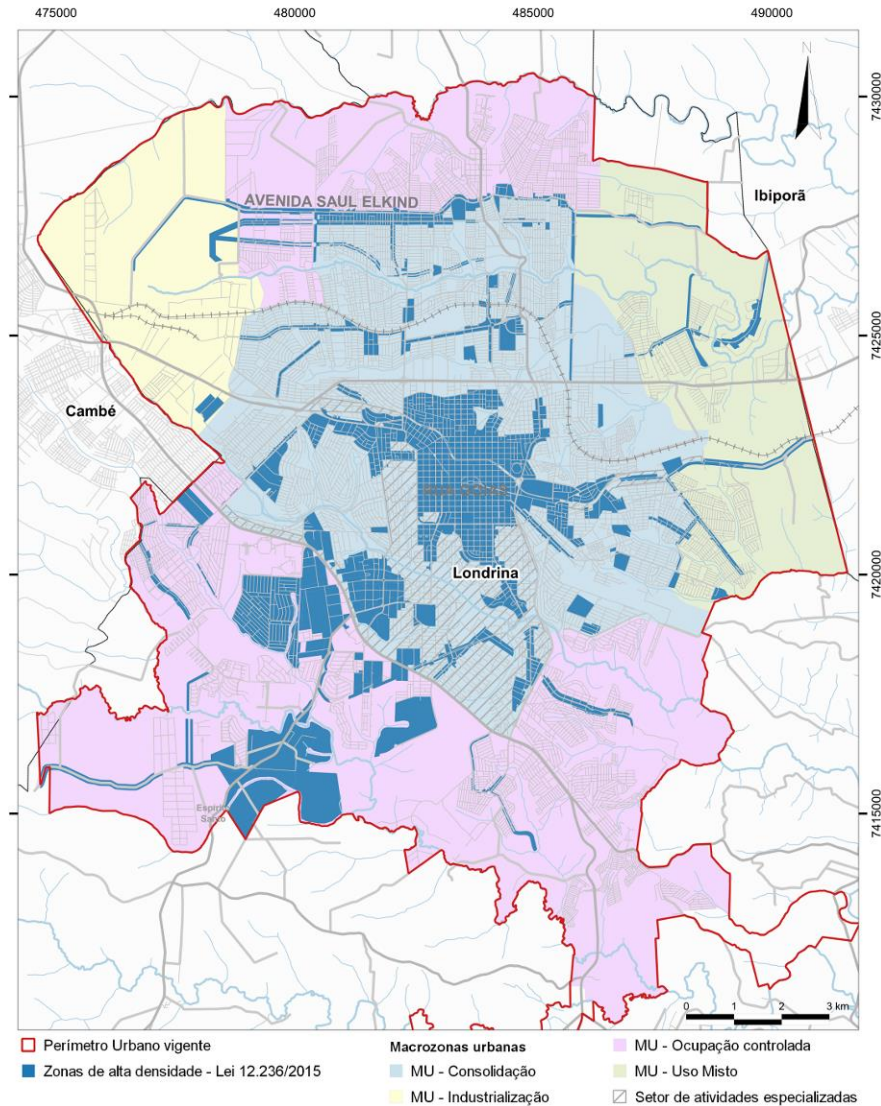 475000 480000 485000 490000
N
7430000
Ibiporã
AVENIDA SAUL ELKIND
7425000
Cambé
7420000
Londrina
7415000
Espírito
Santo
0 1 2 3 km
Perímetro Urbano vigente
Zonas de alta densidade - Lei 12.236/2015
Macrozonas urbanas
MU - Consolidação
MU - Industrialização
MU - Ocupação controlada
MU - Uso Misto
Setor de atividades especializadas